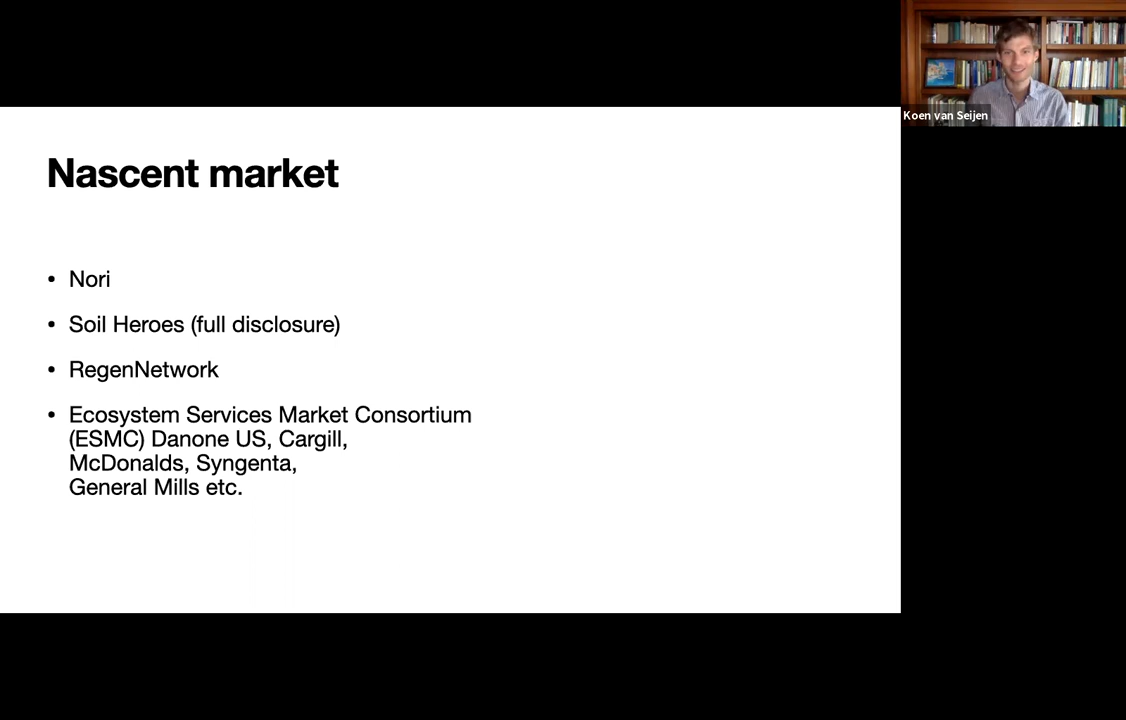 Koen van Seijen
Nascent market
• Nori
• Soil Heroes (full disclosure)
• RegenNetwork
• Ecosystem Services Market Consortium
(ESMC) Danone US, Cargill,
McDonalds, Syngenta,
General Mills etc.